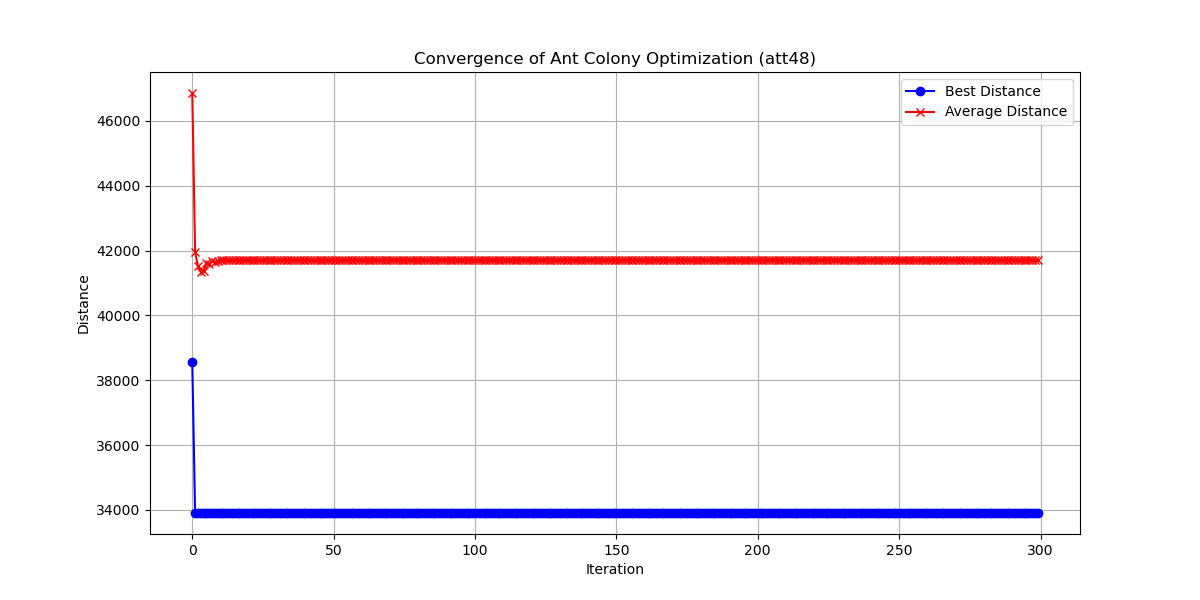 Convergence of Ant Colony Optimization (att48)
Best Distance
Average Distance
46000
44000
42000
40000
38000
36000
34000
Distance
0 50 100 150 200 250 300
Iteration